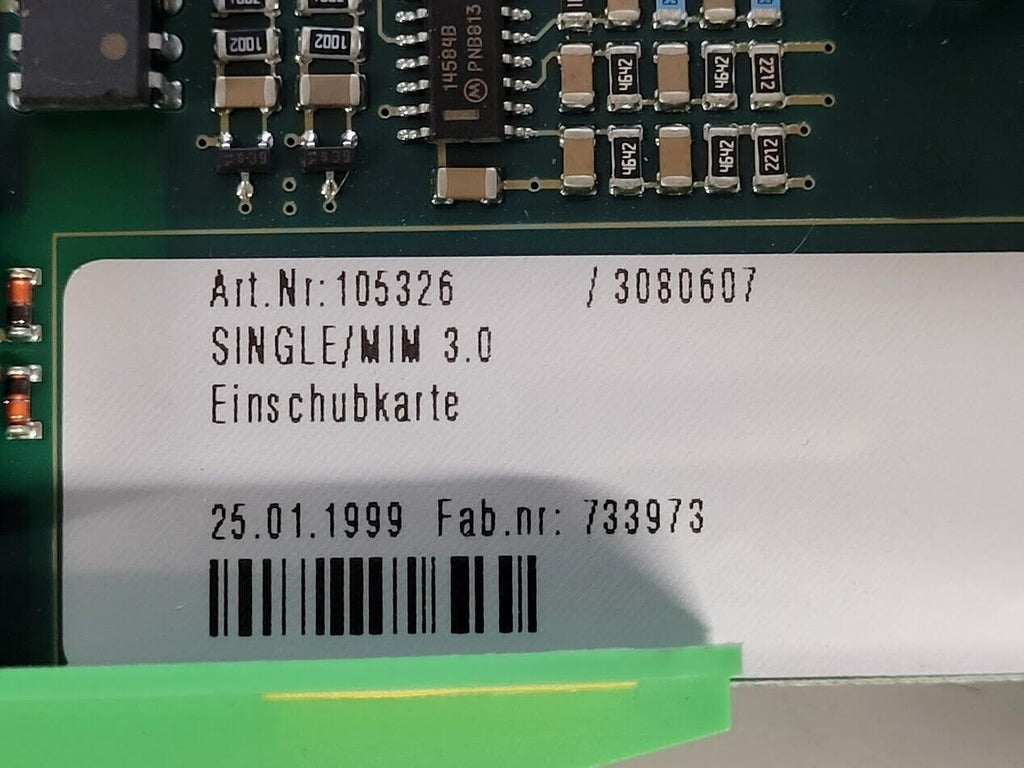 1002 1002
14584B
PNB813
4642 4642 2212
4642 4642 2212
Art.Nr:105326 / 3080607
SINGLE/MIM 3.0
Einschubkarte
25.01.1999 Fab.nr: 733973